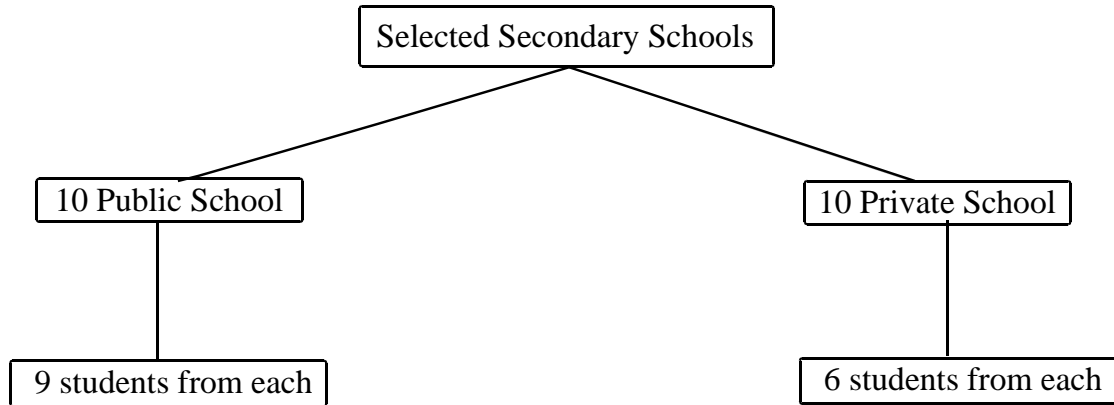 Selected Secondary Schools
10 Public School
10 Private School
9 students from each
6 students from each